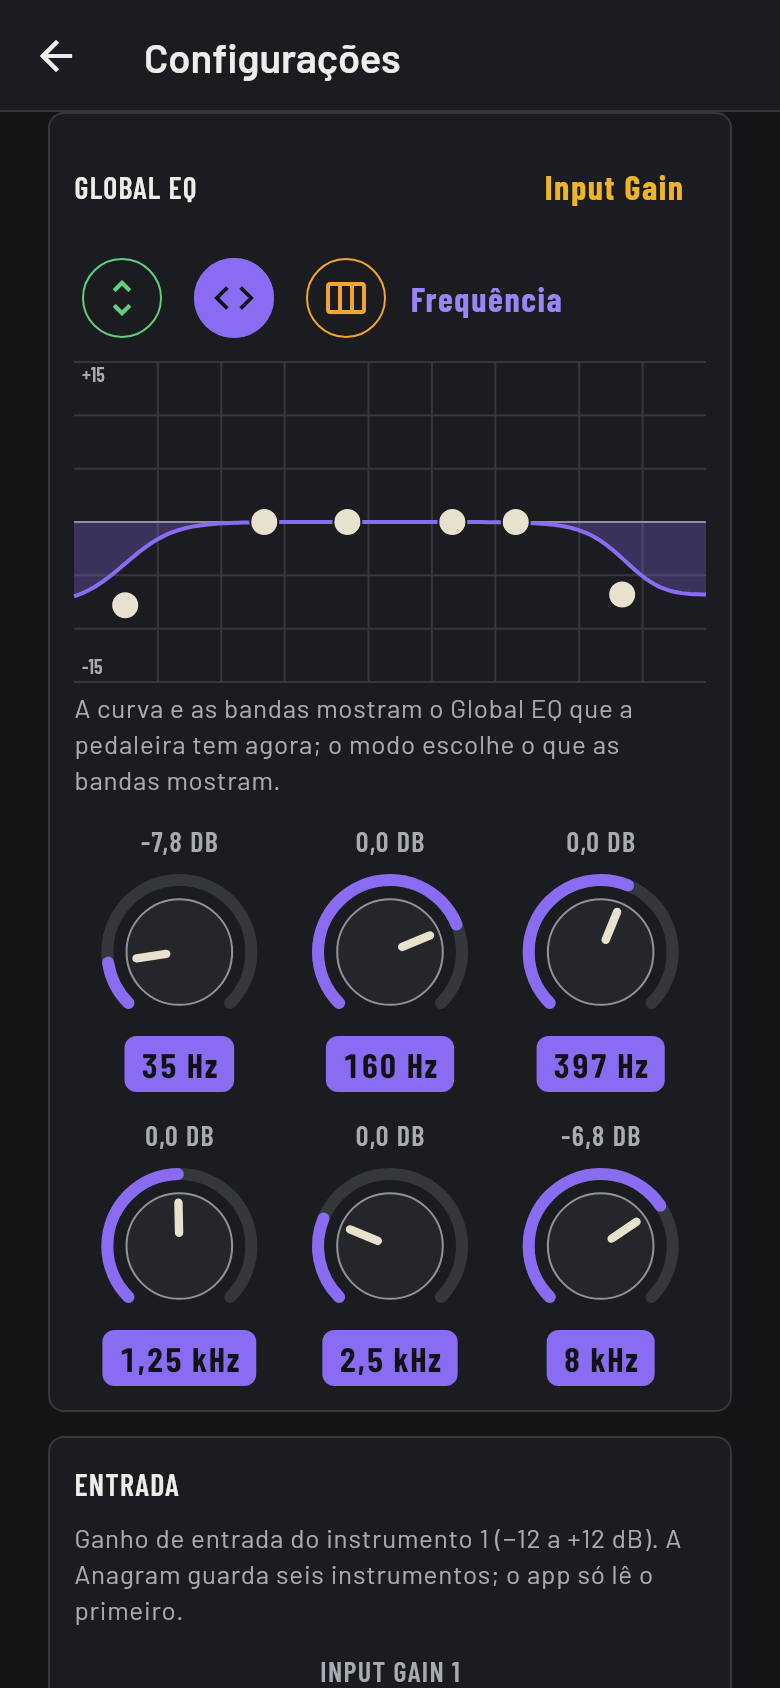 Configurações
GLOBAL EQ
Input Gain
Frequência
+15
-15
A curva e as bandas mostram o Global EQ que a
pedaleira tem agora; o modo escolhe o que as
bandas mostram.
-7,8 DB
0,0 DB
0,0 DB
35 Hz
160 Hz
397 Hz
0,0 DB
0,0 DB
-6,8 DB
1,25 kHz
2,5 kHz
8 kHz
ENTRADA
Ganho de entrada do instrumento 1 (−12 a +12 dB). A
Anagram guarda seis instrumentos; o app só lê o
primeiro.
INPUT GAIN 1